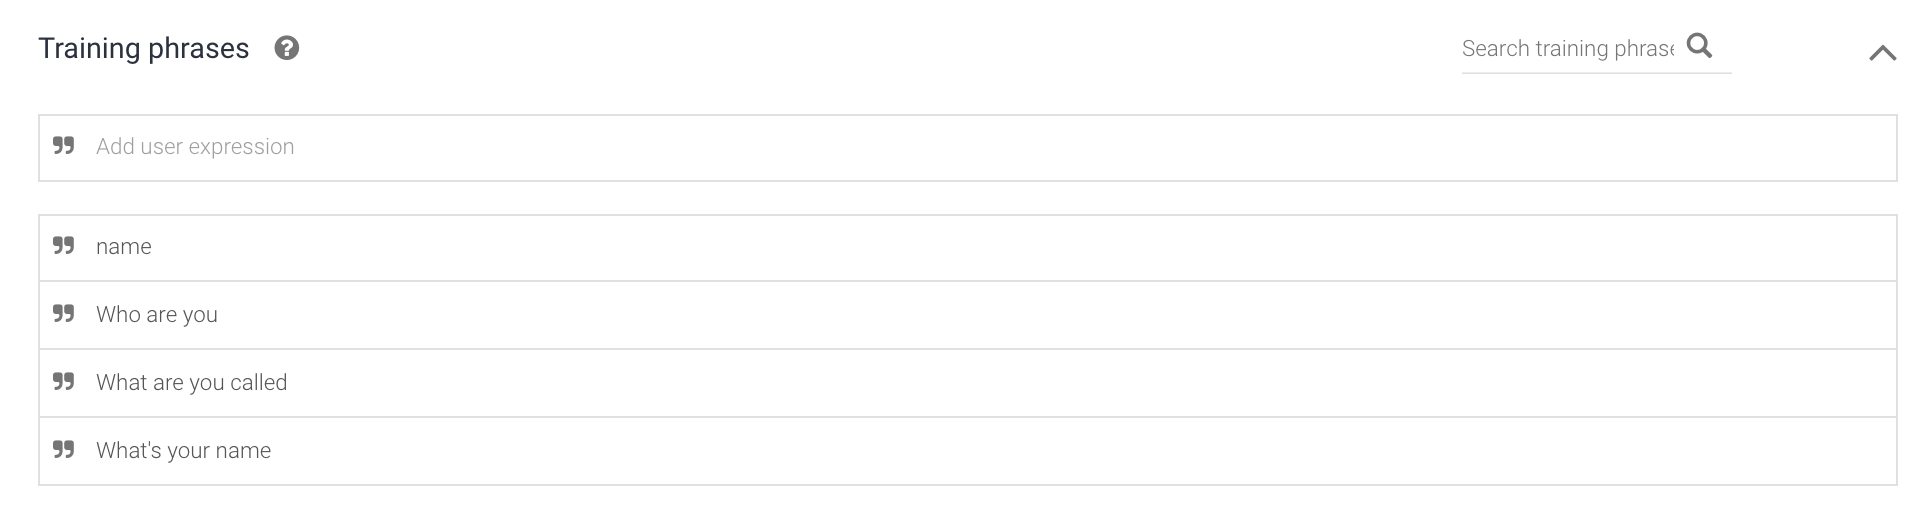 Training phrases
Search training phrase
Add user expression
name
Who are you
What are you called
What's your name